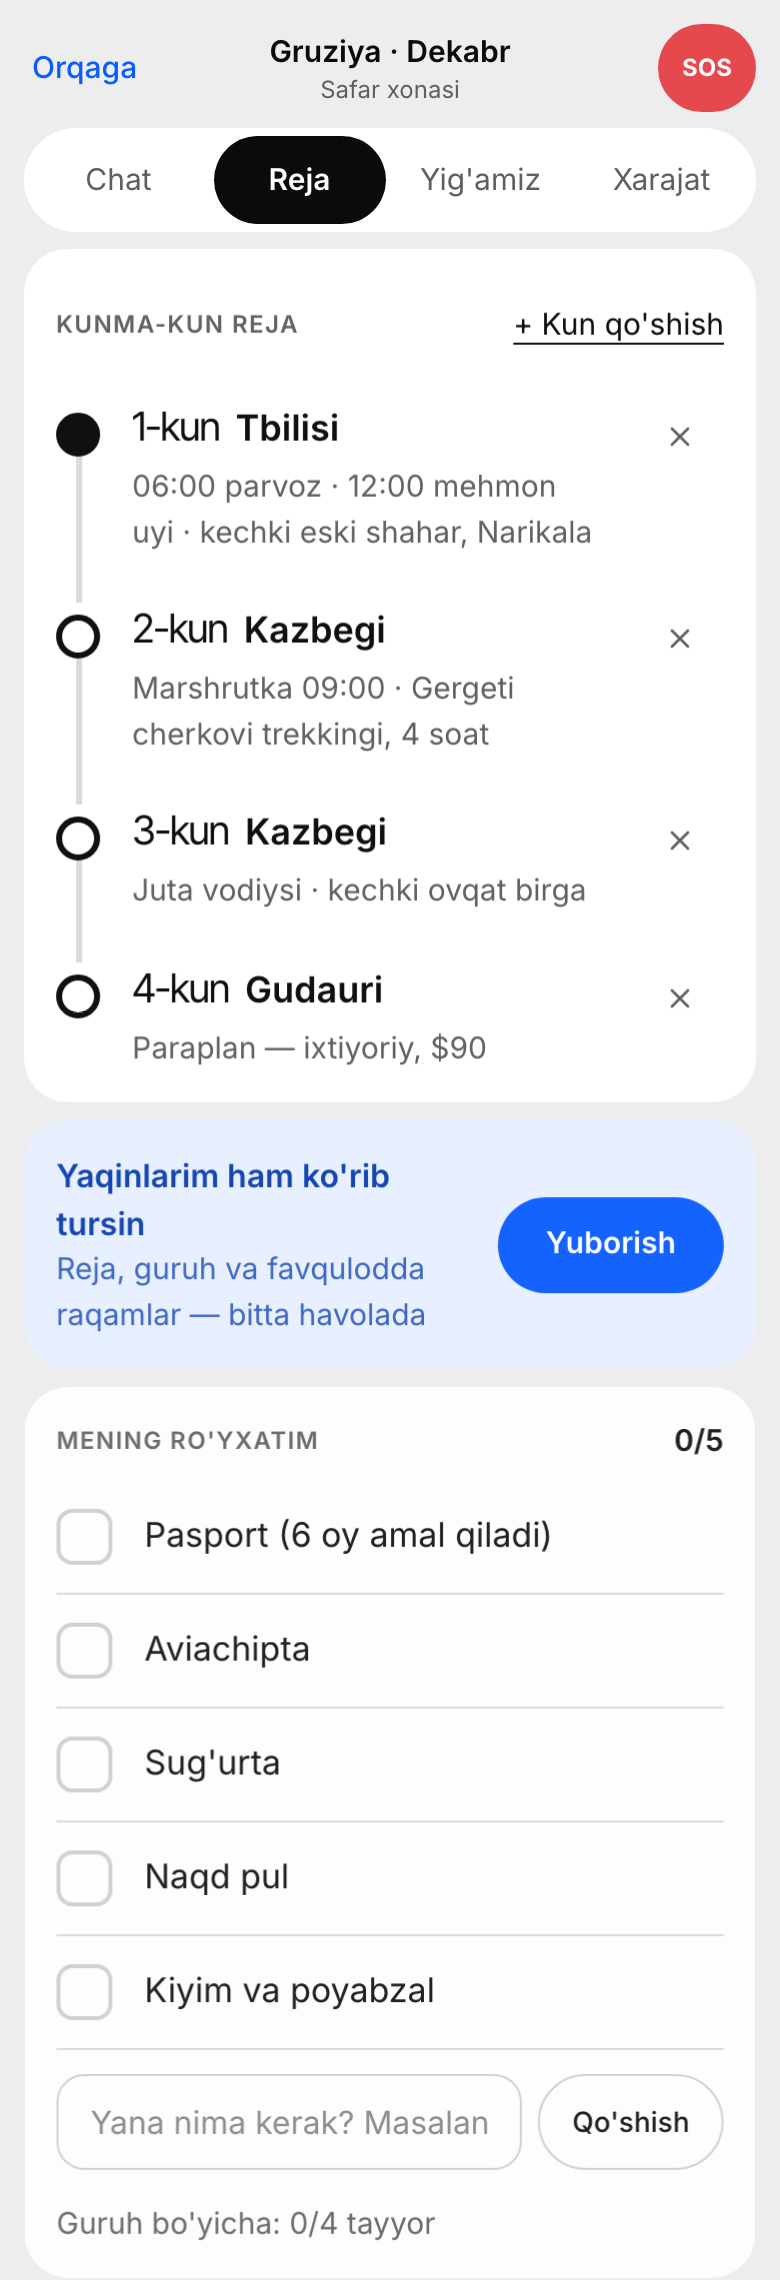 Orqaga
Gruziya · Dekabr
Safar xonasi
SOS
Chat
Reja
Yig'amiz
Xarajat
KUNMA-KUN REJA
+ Kun qo'shish
1-kun Tbilisi
×
06:00 parvoz · 12:00 mehmon
uyi · kechki eski shahar, Narikala
2-kun Kazbegi
×
Marshrutka 09:00 · Gergeti
cherkovi trekkingi, 4 soat
3-kun Kazbegi
×
Juta vodiysi · kechki ovqat birga
4-kun Gudauri
×
Paraplan — ixtiyoriy, $90
Yaqinlarim ham ko'rib
tursin
Reja, guruh va favqulodda
raqamlar — bitta havolada
Yuborish
MENING RO'YXATIM
0/5
Pasport (6 oy amal qiladi)
Aviachipta
Sug'urta
Naqd pul
Kiyim va poyabzal
Yana nima kerak? Masalan
Qo'shish
Guruh bo'yicha: 0/4 tayyor